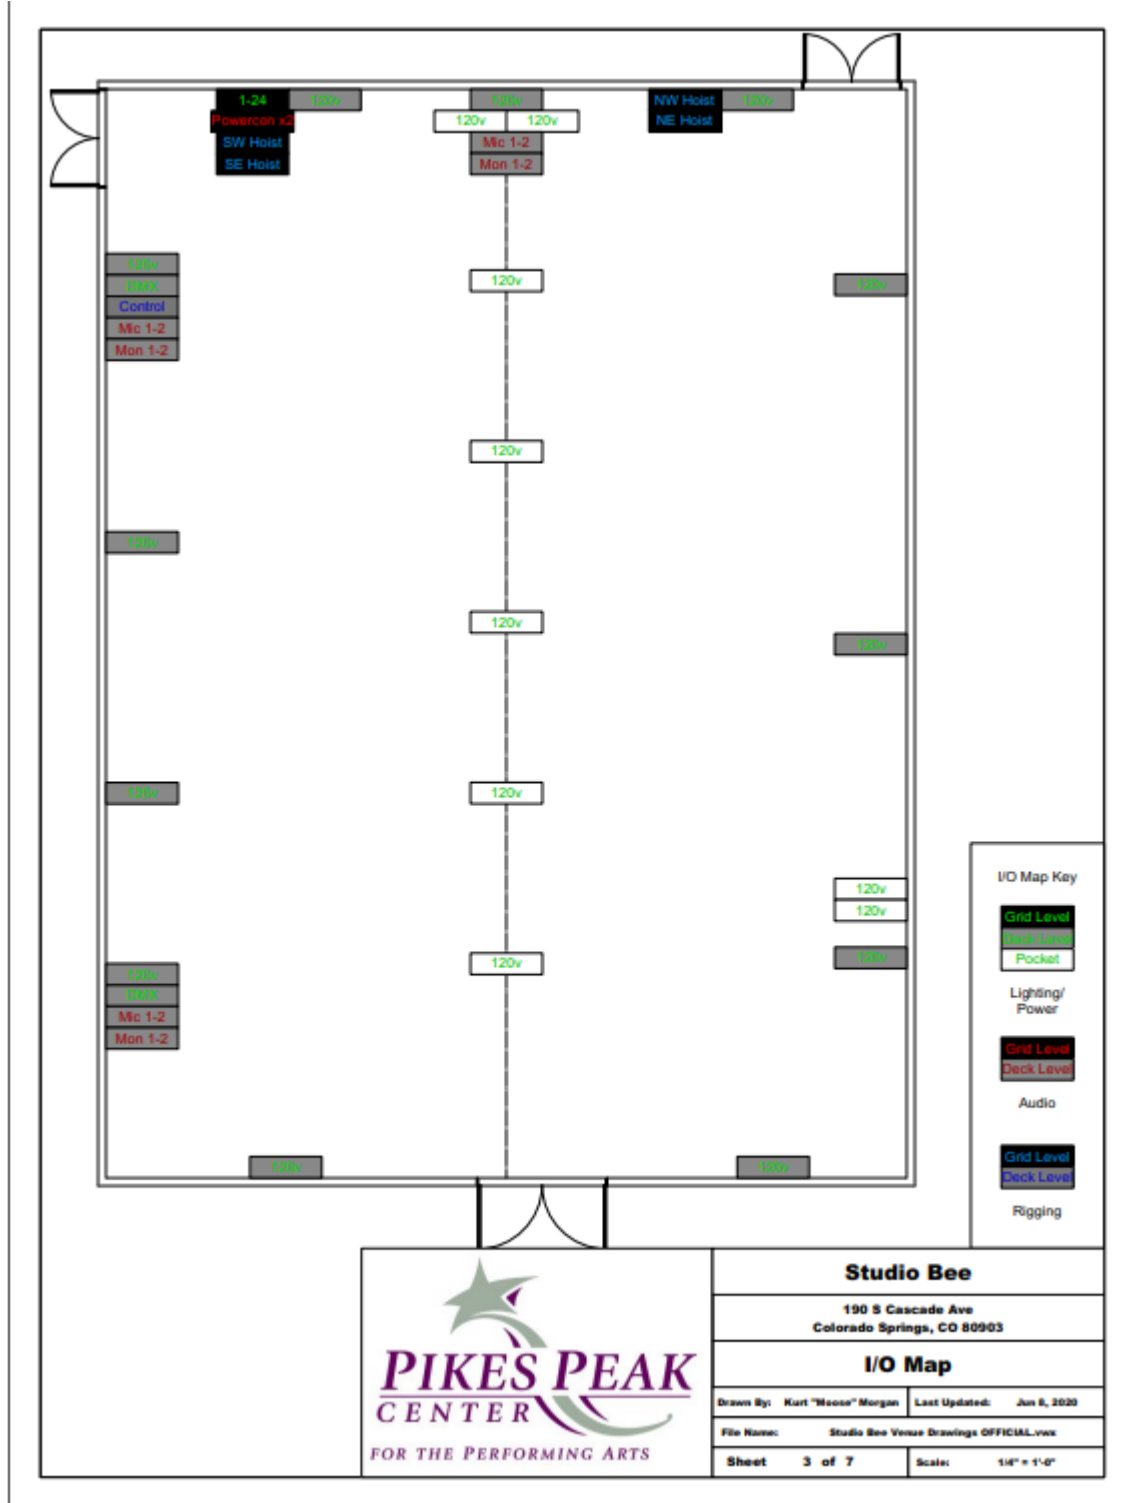 1-24
120v
120v
NW Hoist
120v
Powercon x2
120v
120v
NE Hoist
SW Hoist
Mic 1-2
SE Hoist
Mon 1-2
120v
DMX
Control
Mic 1-2
Mon 1-2
120v
120v
120v
120v
120v
120v
120v
120v
120v
120v
120v
120v
120v
120v
DMX
Mic 1-2
Mon 1-2
120v
120v
I/O Map Key
Grid Level
Deck Level
Pocket
Lighting/
Power
Grid Level
Deck Level
Audio
Grid Level
Deck Level
Rigging
PIKES PEAK
CENTER
FOR THE PERFORMING ARTS
Studio Bee
190 S Cascade Ave
Colorado Springs, CO 80903
I/O Map
Drawn By: Kurt "Moose" Morgan
Last Updated: Jun 8, 2020
File Name: Studio Bee Venue Drawings OFFICIAL.vwx
Sheet 3 of 7
Scale: 1/4" = 1'-0"